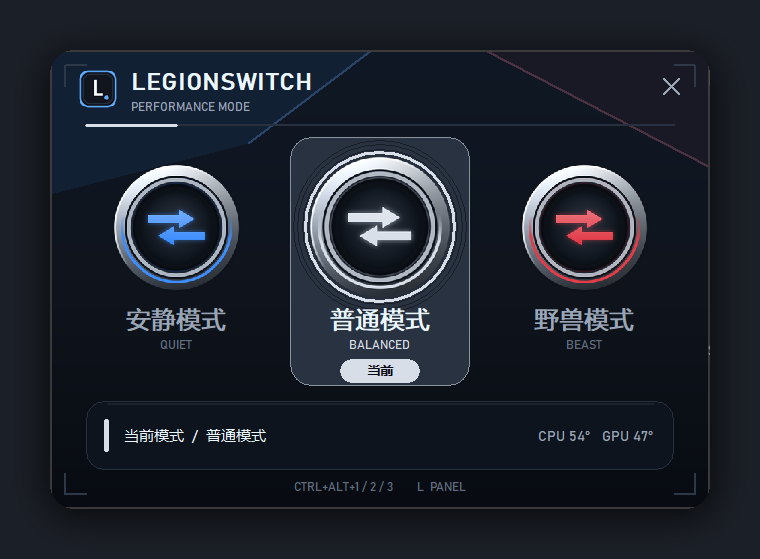 L.
LEGIONSWITCH
PERFORMANCE MODE
安静模式
QUIET
普通模式
BALANCED
当前
野兽模式
BEAST
当前模式 / 普通模式
CPU 54° GPU 47°
CTRL+ALT+1 / 2 / 3 L PANEL